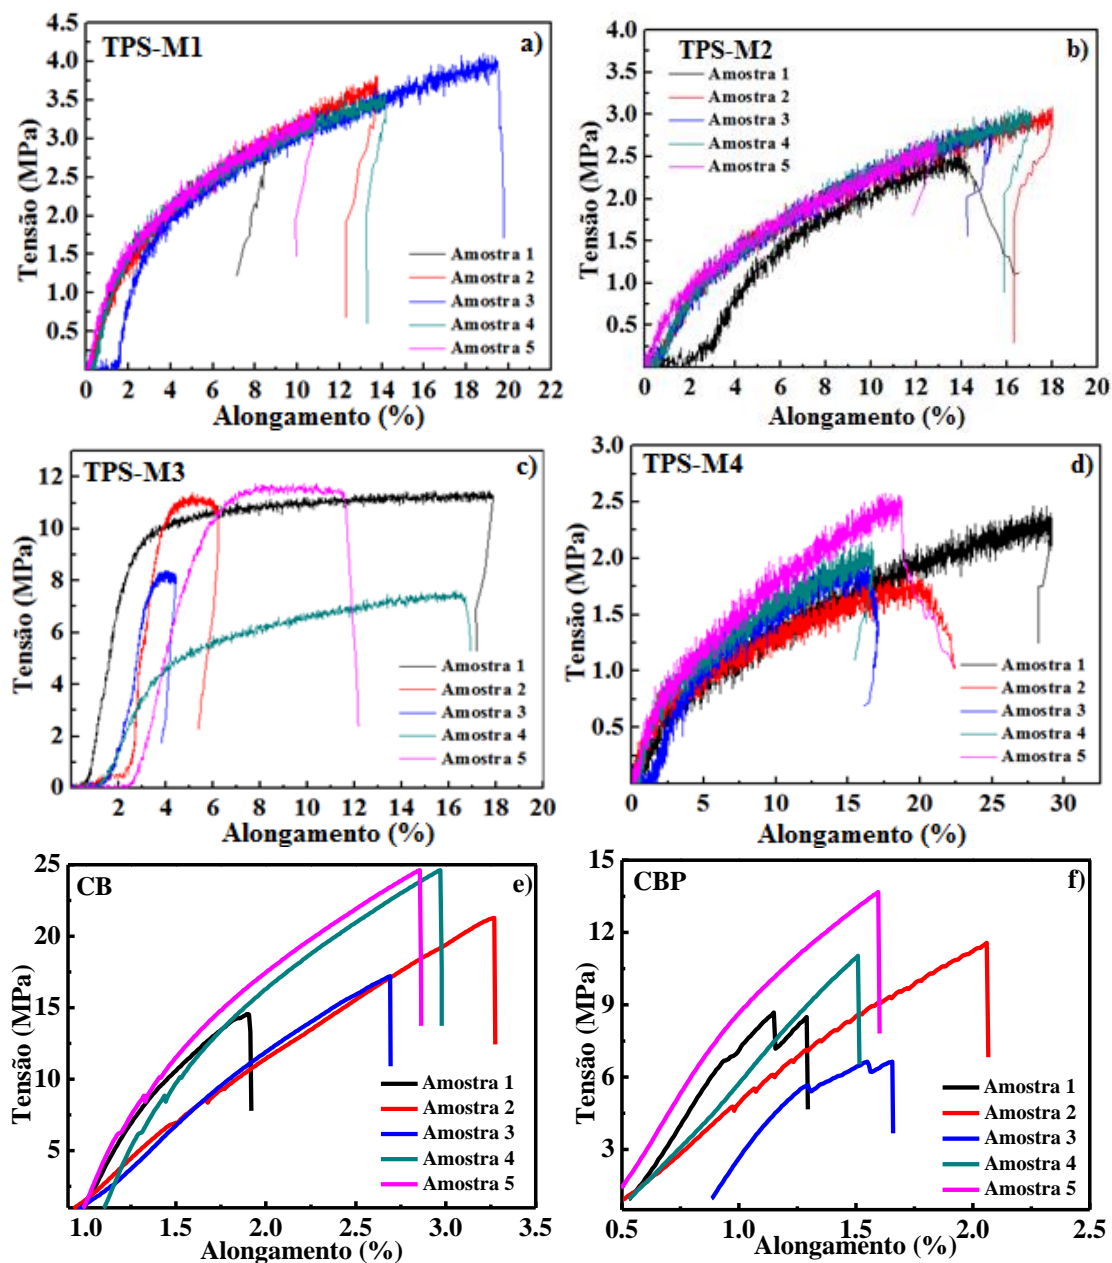 TPS-M1
a)
Tensão (MPa)
4.5
4.0
3.5
3.0
2.5
2.0
1.5
1.0
0.5
Amostra 1
Amostra 2
Amostra 3
Amostra 4
Amostra 5
0 2 4 6 8 10 12 14 16 18 20 22
Alongamento (%)
TPS-M2
b)
Tensão (MPa)
4.0
3.5
3.0
2.5
2.0
1.5
1.0
0.5
Amostra 1
Amostra 2
Amostra 3
Amostra 4
Amostra 5
0 2 4 6 8 10 12 14 16 18 20
Alongamento (%)
TPS-M3
c)
Tensão (MPa)
12
10
8
6
4
2
0
Amostra 1
Amostra 2
Amostra 3
Amostra 4
Amostra 5
2 4 6 8 10 12 14 16 18 20
Alongamento (%)
TPS-M4
d)
Tensão (MPa)
3.0
2.5
2.0
1.5
1.0
0.5
Amostra 1
Amostra 2
Amostra 3
Amostra 4
Amostra 5
0 5 10 15 20 25 30
Alongamento (%)
CB
e)
Tensão (MPa)
25
20
15
10
5
Amostra 1
Amostra 2
Amostra 3
Amostra 4
Amostra 5
1.0 1.5 2.0 2.5 3.0 3.5
Alongamento (%)
CBP
f)
Tensão (MPa)
15
12
9
6
3
Amostra 1
Amostra 2
Amostra 3
Amostra 4
Amostra 5
0.5 1.0 1.5 2.0 2.5
Alongamento (%)